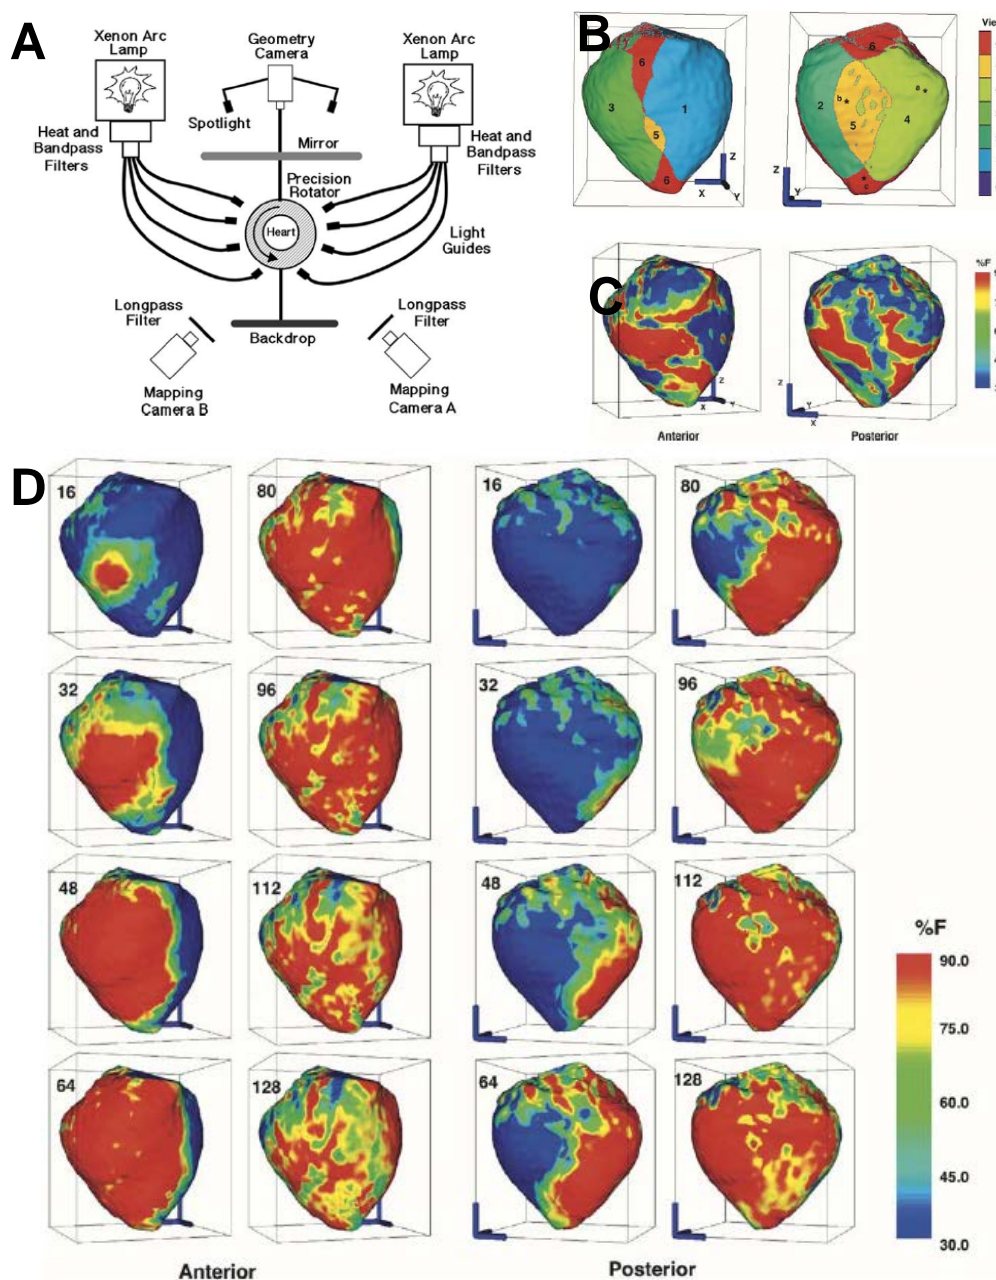 A
Xenon Arc
Lamp
Geometry
Camera
Xenon Arc
Lamp
Spotlight
Heat and
Bandpass
Filters
Mirror
Heat and
Bandpass
Filters
Precision
Rotator
Heart
Light
Guides
Longpass
Filter
Longpass
Filter
Backdrop
Mapping
Camera B
Mapping
Camera A
B
6
3
1
5
6
Z
X
Y
6
2
b*
a*
5
4
*
c
Z
Y
Vie
C
Z
X
Y
Anterior
Z
Y
X
Posterior
%F
D
16
80
16
80
32
96
32
96
48
112
48
112
64
128
64
128
%F
90.0
75.0
60.0
45.0
30.0
Anterior
Posterior